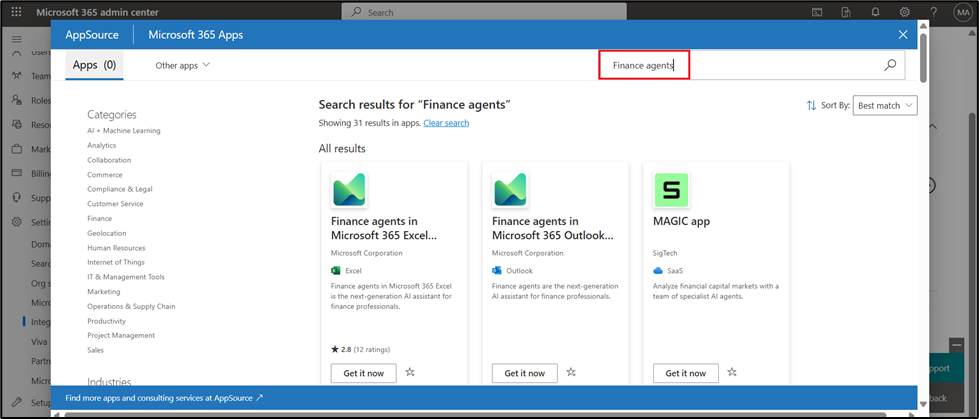 Microsoft 365 admin center
Search
?
MA
AppSource
Microsoft 365 Apps
Users
Team
Roles
Reso
Mark
Billin
Supp
Settin
Doma
Searc
Org s
Micro
Integ
Viva
Partn
Micro
Setup
Apps (0)
Other apps
Finance agents
Categories
AI + Machine Learning
Analytics
Collaboration
Commerce
Compliance & Legal
Customer Service
Finance
Geolocation
Human Resources
Internet of Things
IT & Management Tools
Marketing
Operations & Supply Chain
Productivity
Project Management
Sales
Industries
Search results for “Finance agents”
Showing 31 results in apps. Clear search
Sort By: Best match
All results
Finance agents in
Microsoft 365 Excel...
Microsoft Corporation
Excel
Finance agents in Microsoft 365 Excel
is the next-generation AI assistant for
finance professionals.
2.8 (12 ratings)
Get it now
Finance agents in
Microsoft 365 Outlook...
Microsoft Corporation
Outlook
Finance agents are the next-generation
AI assistant for finance professionals.
Get it now
S
MAGIC app
SigTech
SaaS
Analyze financial capital markets with a
team of specialist AI agents.
Get it now
pport
back
Find more apps and consulting services at AppSource